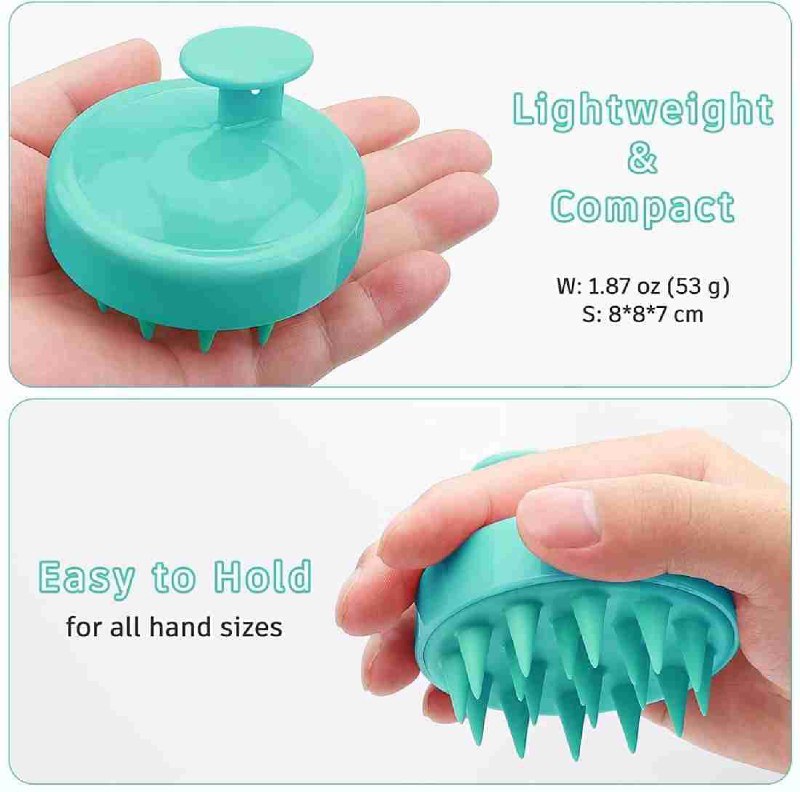 Lightweight
&
Compact
W: 1.87 oz (53 g)
S: 8*8*7 cm
Easy to Hold
for all hand sizes